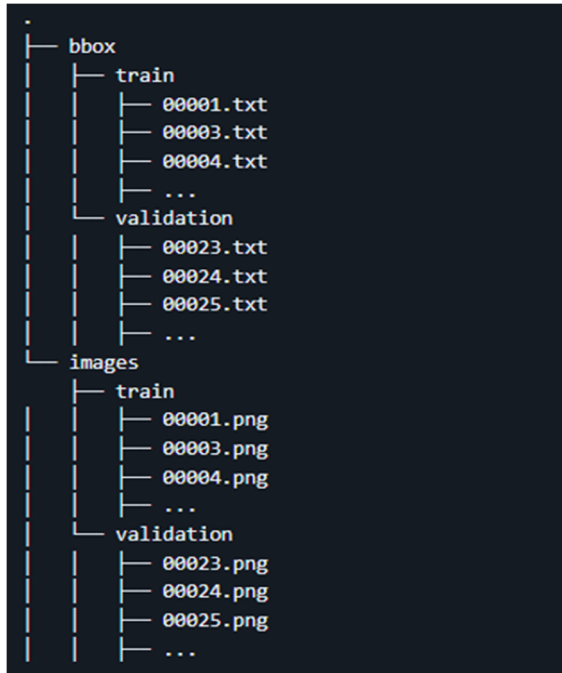 .
├── bbox
│   ├── train
│   │   ├── 00001.txt
│   │   ├── 00003.txt
│   │   ├── 00004.txt
│   │   ├── ...
│   └── validation
│   │   ├── 00023.txt
│   │   ├── 00024.txt
│   │   ├── 00025.txt
│   │   ├── ...
└── images
    ├── train
│   │   ├── 00001.png
│   │   ├── 00003.png
│   │   ├── 00004.png
│   │   ├── ...
│   └── validation
│   │   ├── 00023.png
│   │   ├── 00024.png
│   │   ├── 00025.png
│   │   ├── ...